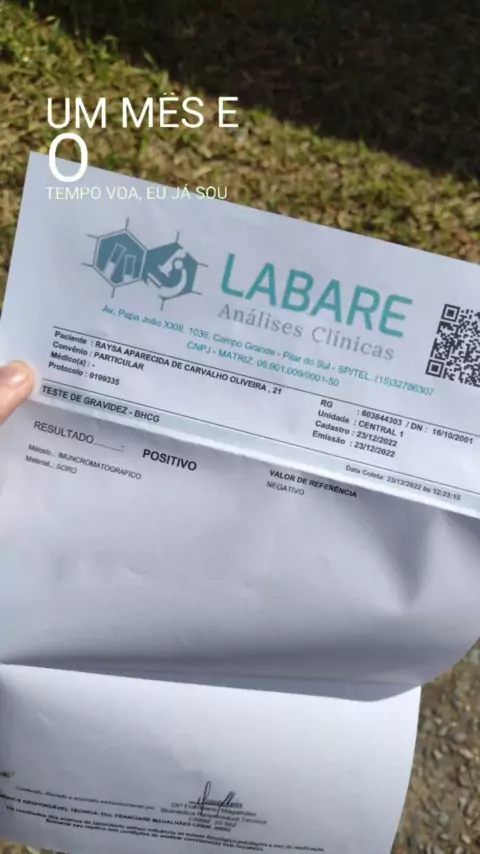 UM MÊS E
O
TEMPO VOA, EU JÁ SOU
LABARE
Análises Clínicas
Av. Papa João XXIII, 1036, Campo Grande - Pilar do Sul - SP/TEL.:(15)32786307
CNPJ - MATRIZ: 06.901.009/0001-50
Paciente : RAYSA APARECIDA DE CARVALHO OLIVEIRA , 21
Convênio : PARTICULAR
Médico(a) : -
Protocolo : 0199335
RG : 603844303 / DN : 16/10/2001
Unidade : CENTRAL 1
Cadastro : 23/12/2022
Emissão : 23/12/2022
TESTE DE GRAVIDEZ - BHCG
Data Coleta: 23/12/2022 às 12:23:15
RESULTADO..........: POSITIVO
Método..: IMUNCROMATOGRAFICO
Material..: SORO
VALOR DE REFERÊNCIA
NEGATIVO